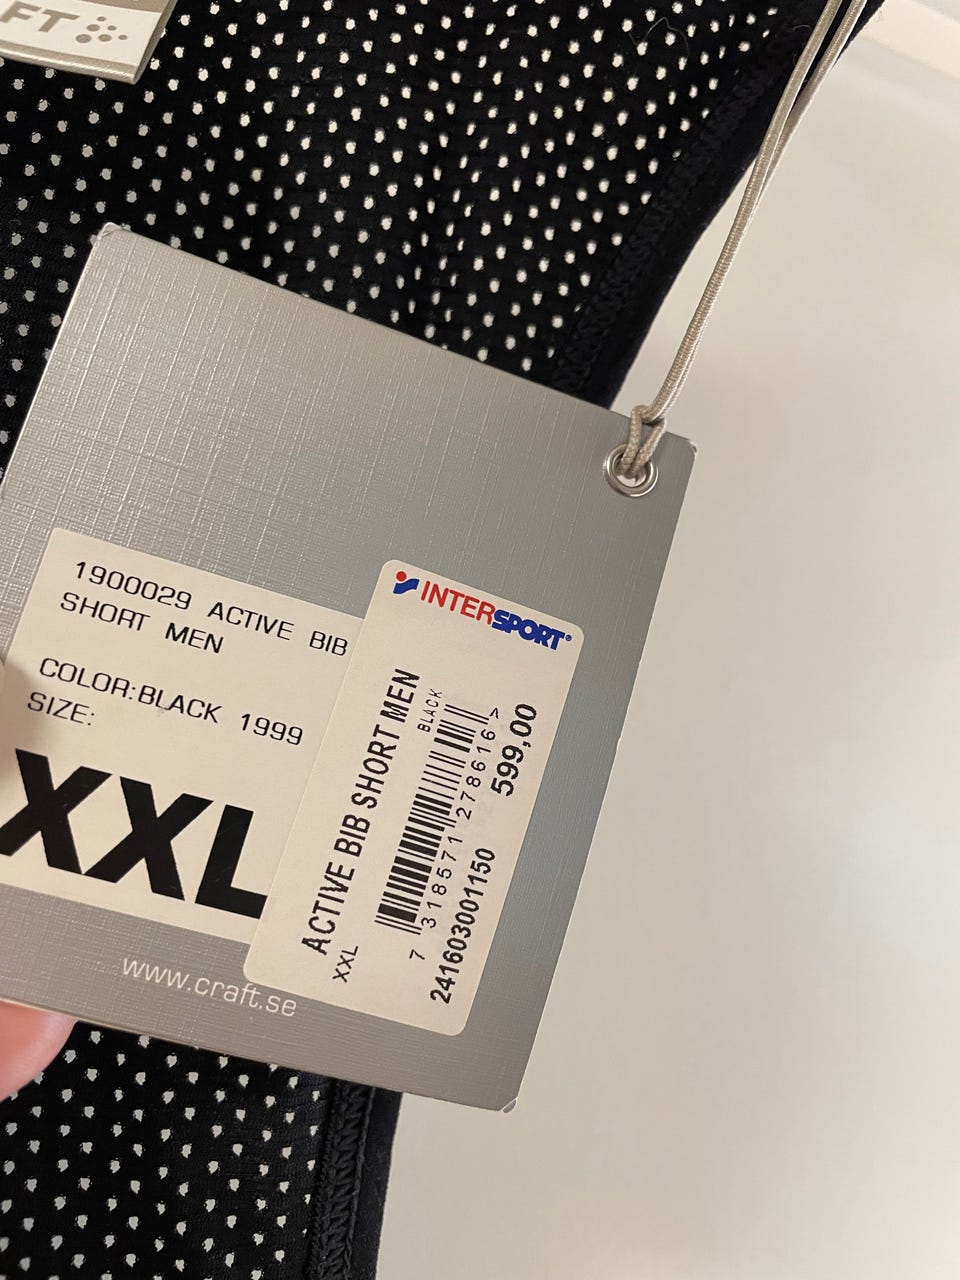 FT
1900029 ACTIVE BIB
SHORT MEN
COLOR:BLACK 1999
SIZE:
XXL
www.craft.se
INTERSPORT®
ACTIVE BIB SHORT MEN
XXL
BLACK
7 318571 278616 >
599,00
241603001150